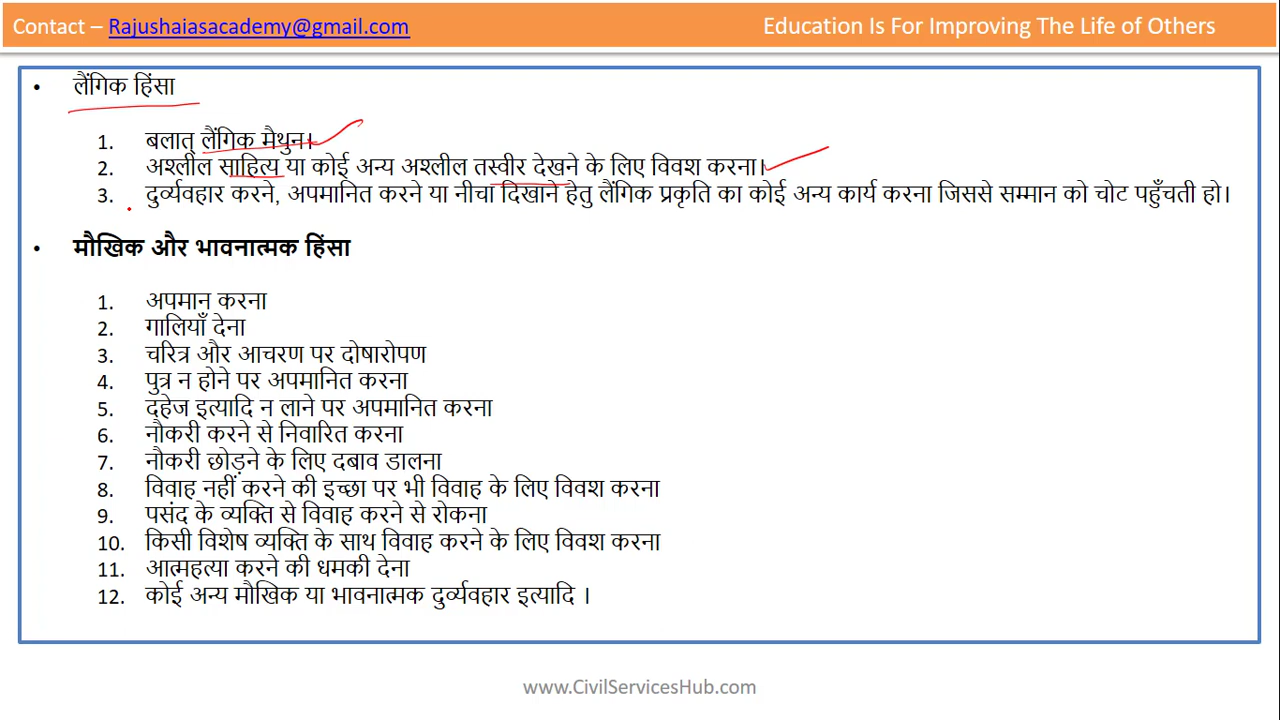 Contact – Rajushaiasacademy@gmail.com
Education Is For Improving The Life of Others
• लैंगिक हिंसा
1. बलात् लैंगिक मैथुन।
2. अश्लील साहित्य या कोई अन्य अश्लील तस्वीर देखने के लिए विवश करना।
3. दुर्व्यवहार करने, अपमानित करने या नीचा दिखाने हेतु लैंगिक प्रकृति का कोई अन्य कार्य करना जिससे सम्मान को चोट पहुँचती हो।
• मौखिक और भावनात्मक हिंसा
1. अपमान करना
2. गालियाँ देना
3. चरित्र और आचरण पर दोषारोपण
4. पुत्र न होने पर अपमानित करना
5. दहेज इत्यादि न लाने पर अपमानित करना
6. नौकरी करने से निवारित करना
7. नौकरी छोड़ने के लिए दबाव डालना
8. विवाह नहीं करने की इच्छा पर भी विवाह के लिए विवश करना
9. पसंद के व्यक्ति से विवाह करने से रोकना
10. किसी विशेष व्यक्ति के साथ विवाह करने के लिए विवश करना
11. आत्महत्या करने की धमकी देना
12. कोई अन्य मौखिक या भावनात्मक दुर्व्यवहार इत्यादि ।
www.CivilServicesHub.com